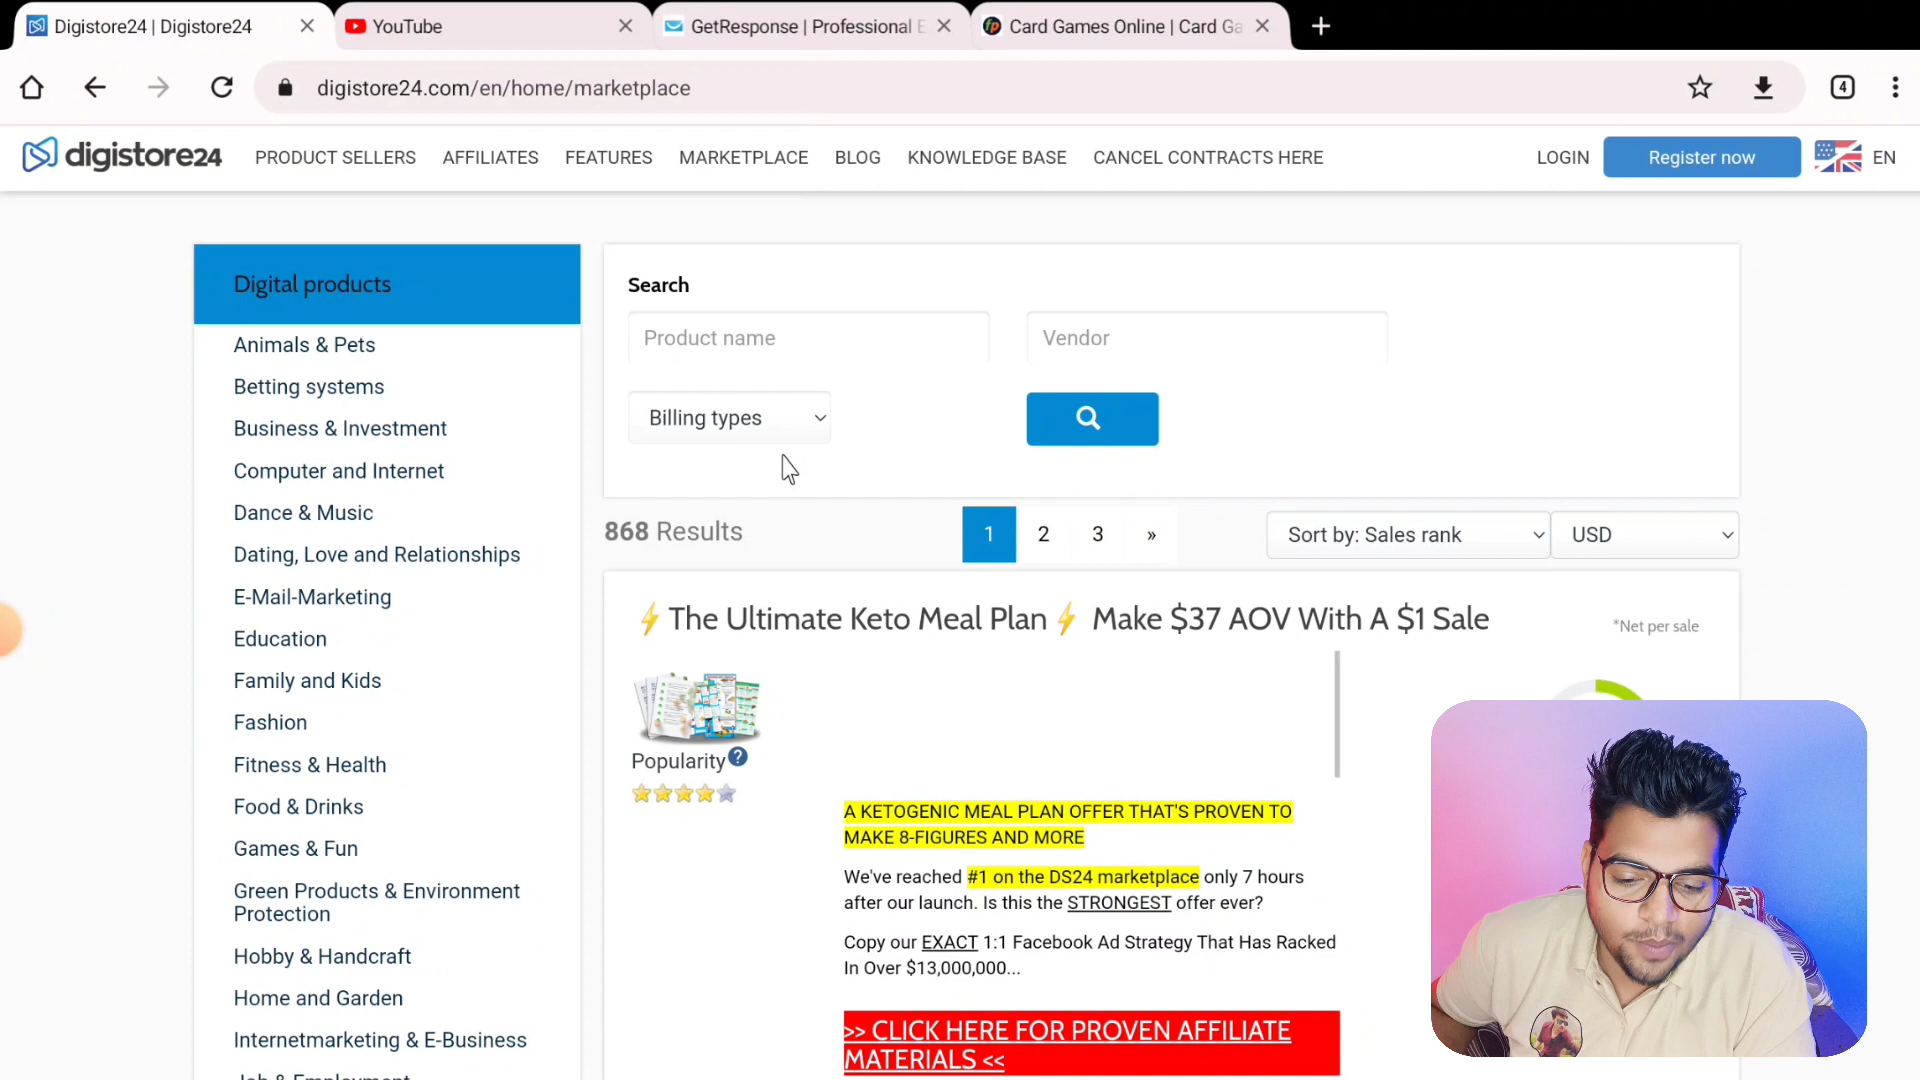 Digistore24 | Digistore24
YouTube
GetResponse | Professional E
Card Games Online | Card Ga
digistore24.com/en/home/marketplace
4
digistore24
PRODUCT SELLERS
AFFILIATES
FEATURES
MARKETPLACE
BLOG
KNOWLEDGE BASE
CANCEL CONTRACTS HERE
LOGIN
Register now
EN
Digital products
Animals & Pets
Betting systems
Business & Investment
Computer and Internet
Dance & Music
Dating, Love and Relationships
E-Mail-Marketing
Education
Family and Kids
Fashion
Fitness & Health
Food & Drinks
Games & Fun
Green Products & Environment
Protection
Hobby & Handcraft
Home and Garden
Internetmarketing & E-Business
Job & Employment
Search
Product name
Vendor
Billing types
868 Results
1 2 3 »
Sort by: Sales rank
USD
⚡The Ultimate Keto Meal Plan⚡ Make $37 AOV With A $1 Sale
*Net per sale
Popularity
A KETOGENIC MEAL PLAN OFFER THAT'S PROVEN TO
MAKE 8-FIGURES AND MORE
We've reached #1 on the DS24 marketplace only 7 hours
after our launch. Is this the STRONGEST offer ever?
Copy our EXACT 1:1 Facebook Ad Strategy That Has Racked
In Over $13,000,000...
>> CLICK HERE FOR PROVEN AFFILIATE
MATERIALS <<